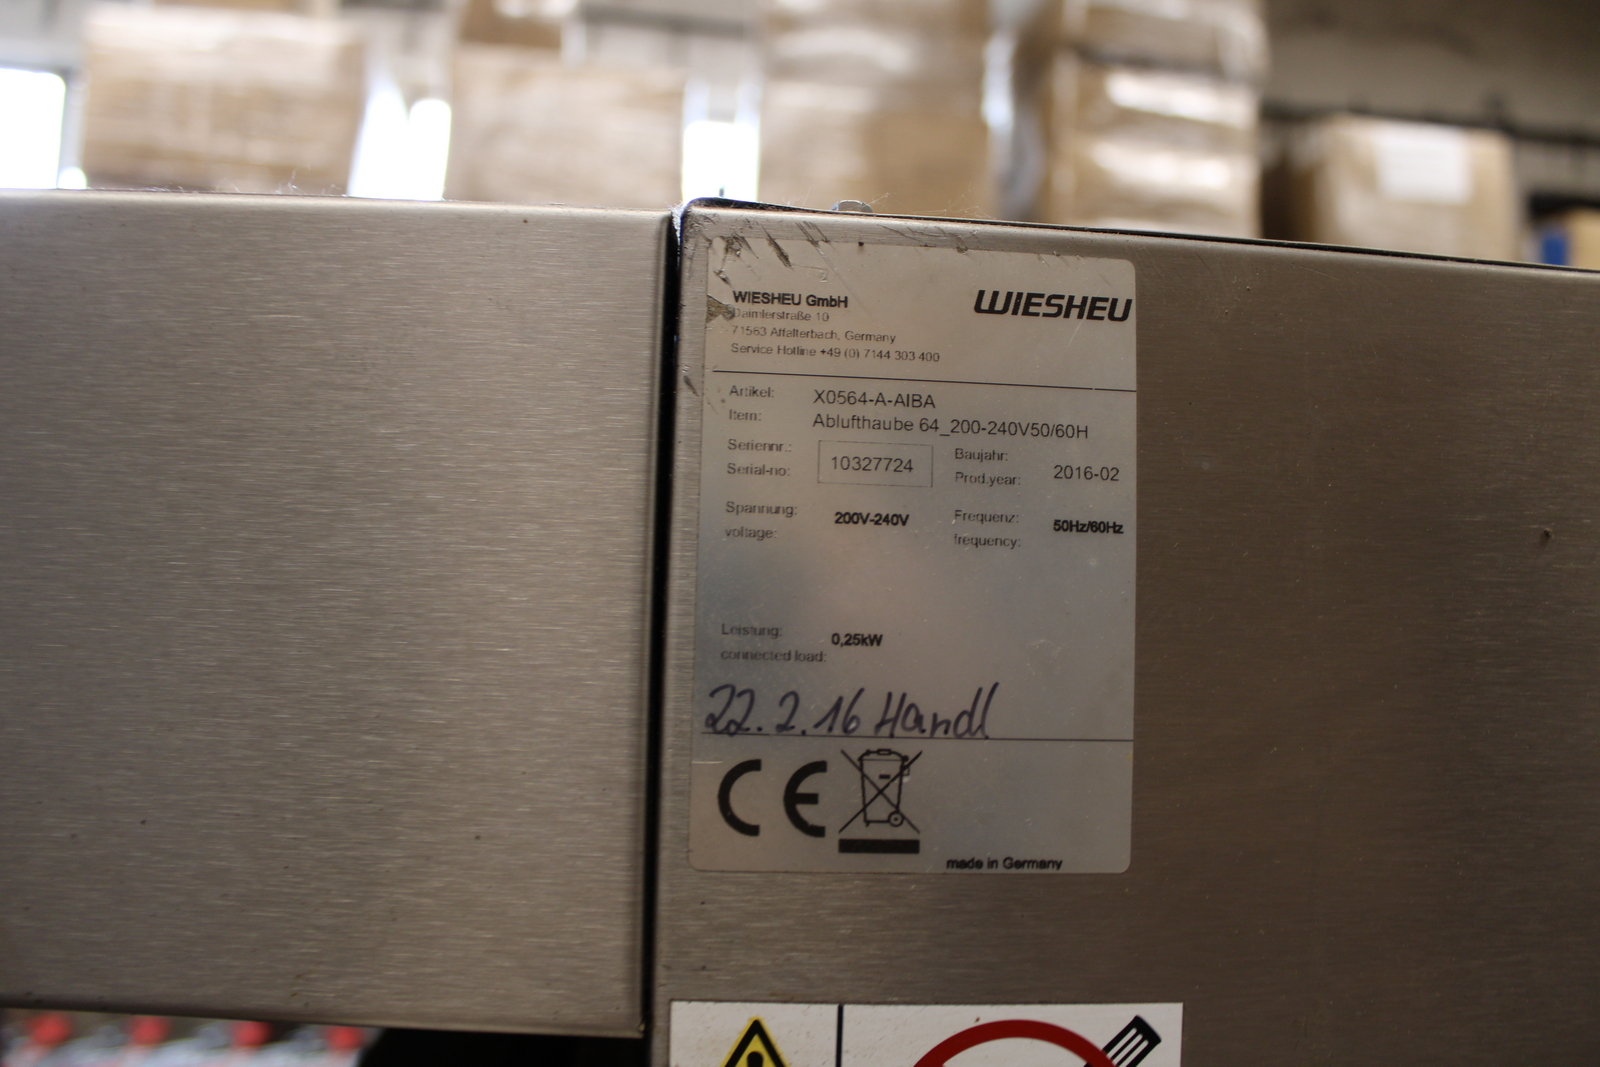 WIESHEU GmbH
WIESHEU
Daimlerstraße 10
71563 Affalterbach, Germany
Service Hotline +49 (0) 7144 303 400
Artikel: X0564-A-AIBA
Item: Ablufthaube 64_200-240V50/60H
Seriennr.: Baujahr:
Serial-no: 10327724 Prod.year: 2016-02
Spannung: 200V-240V Frequenz: 50Hz/60Hz
voltage: frequency:
Leistung: 0,25kW
connected load:
22.2.16 Handl
CE
made in Germany